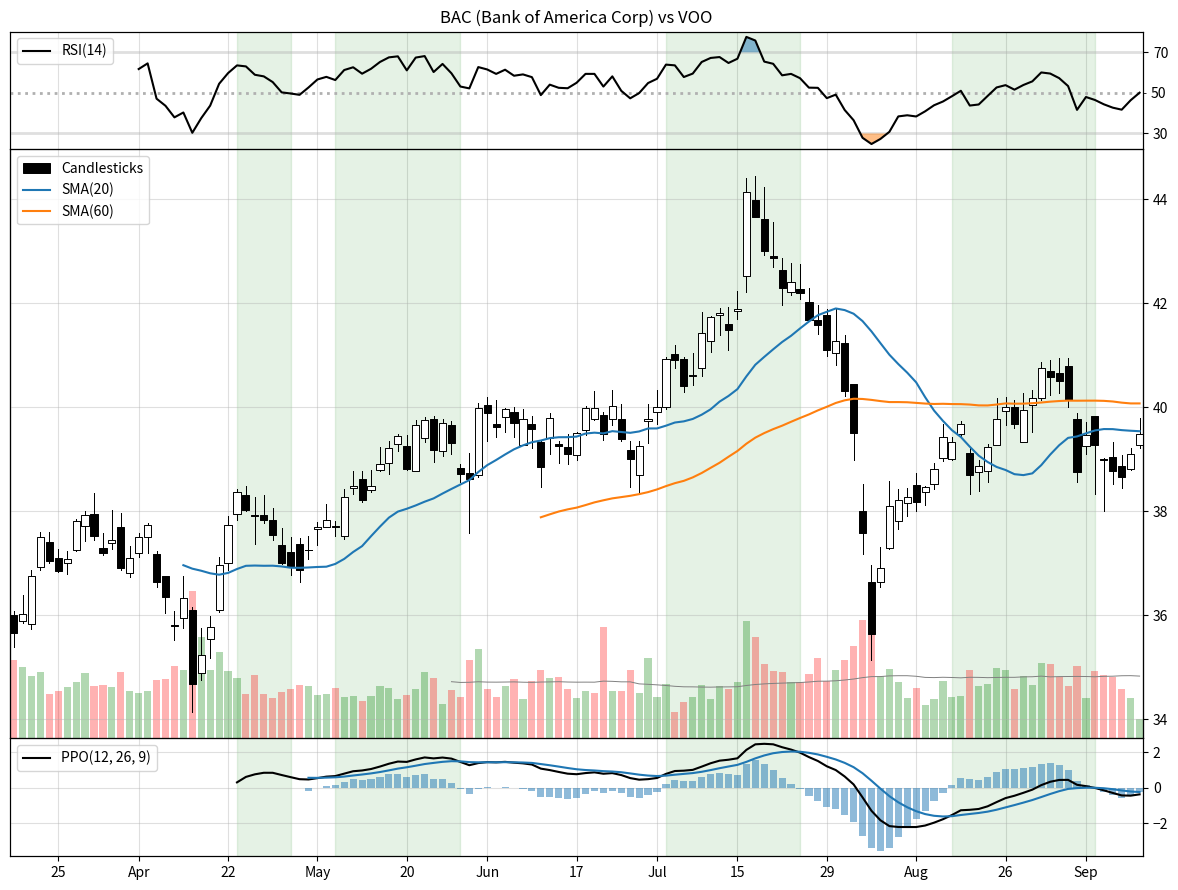 BAC (Bank of America Corp) vs VOO
RSI(14)
70
50
30
Candlesticks
SMA(20)
SMA(60)
44
42
40
38
36
34
PPO(12, 26, 9)
2
0
−2
25 Apr 22 May 20 Jun 17 Jul 15 29 Aug 26 Sep